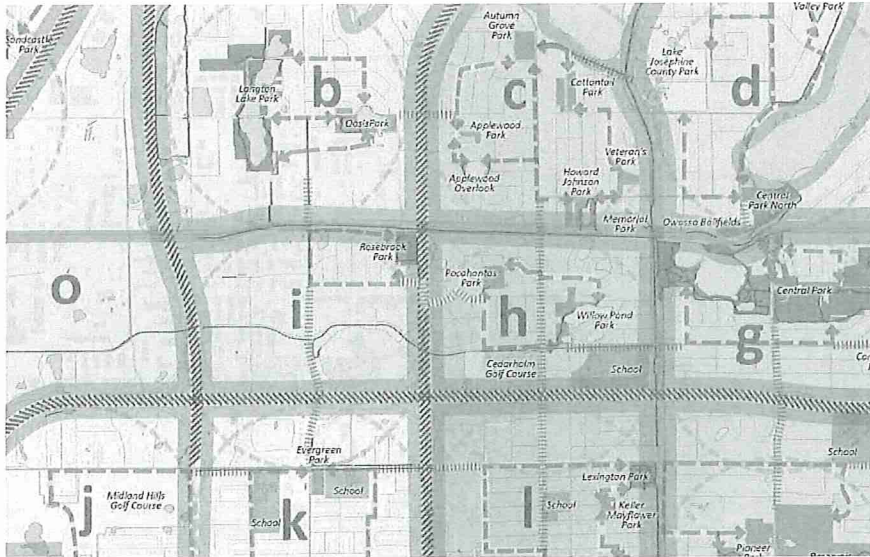 Sandcastle
Park
Langton
Lake Park
b
Oasis Park
Autumn
Grove
Park
c
Cottontail
Park
Lake
Josephine
County Park
Valley Park
d
Applewood
Park
Applewood
Overlook
Veteran's
Park
Howard
Johnson
Park
Memorial
Park
Owasso Ballfields
Central
Park North
o
Rosebrook
Park
i
Pocahontas
Park
h
Willow Pond
Park
Cedarholm
Golf Course
School
Central Park
g
Evergreen
Park
School
Midland Hills
Golf Course
j
School
k
School
l
School
Lexington Park
Keller
Mayflower
Park
Pioneer